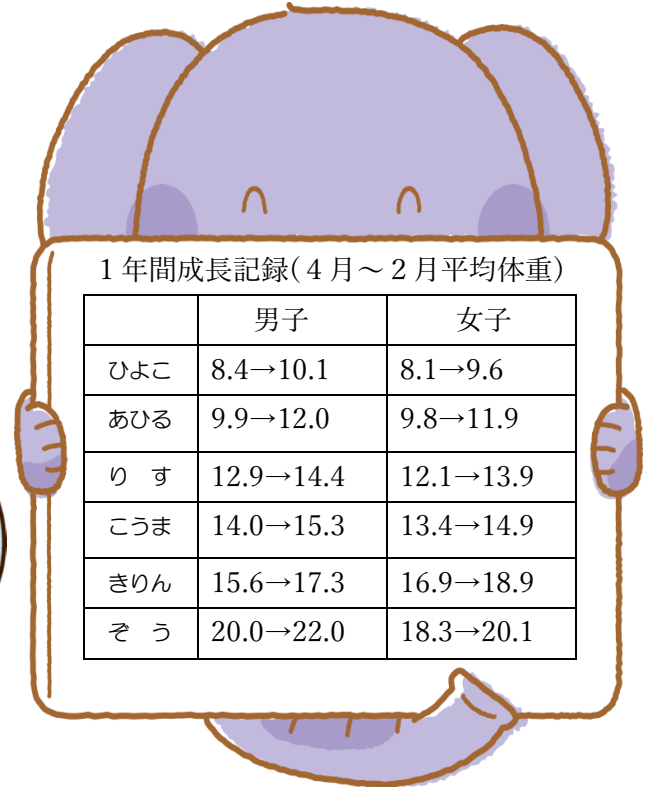 １年間成長記録(４月～２月平均体重)
男子 女子
ひよこ 8.4→10.1 8.1→9.6
あひる 9.9→12.0 9.8→11.9
り　す 12.9→14.4 12.1→13.9
こうま 14.0→15.3 13.4→14.9
きりん 15.6→17.3 16.9→18.9
ぞ　う 20.0→22.0 18.3→20.1